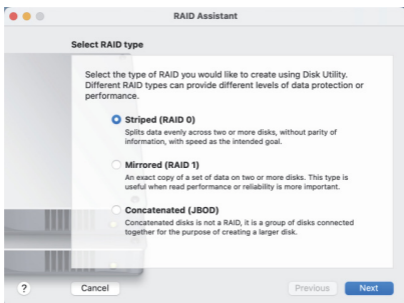 RAID Assistant
Select RAID type
Select the type of RAID you would like to create using Disk Utility.
Different RAID types can provide different levels of data protection or
performance.
Striped (RAID 0)
Splits data evenly across two or more disks, without parity of
information, with speed as the intended goal.
Mirrored (RAID 1)
An exact copy of a set of data on two or more disks. This type is
useful when read performance or reliability is more important.
Concatenated (JBOD)
Concatenated disks is not a RAID, it is a group of disks connected
together for the purpose of creating a larger disk.
?
Cancel
Previous
Next